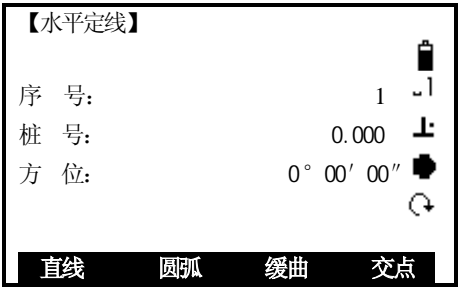 【水平定线】
序 号: 1
桩 号: 0.000
方 位: 0°00′00″
直线 圆弧 缓曲 交点